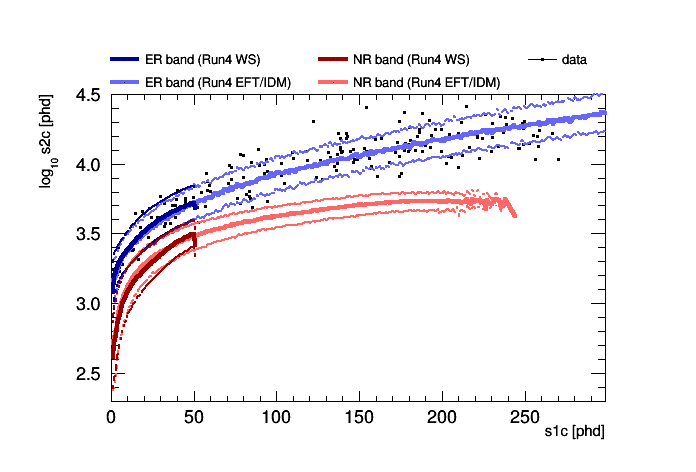 ER band (Run4 WS) NR band (Run4 WS) data
ER band (Run4 EFT/IDM) NR band (Run4 EFT/IDM)
log10 s2c [phd]
4.5
4.0
3.5
3.0
2.5
0 50 100 150 200 250
s1c [phd]